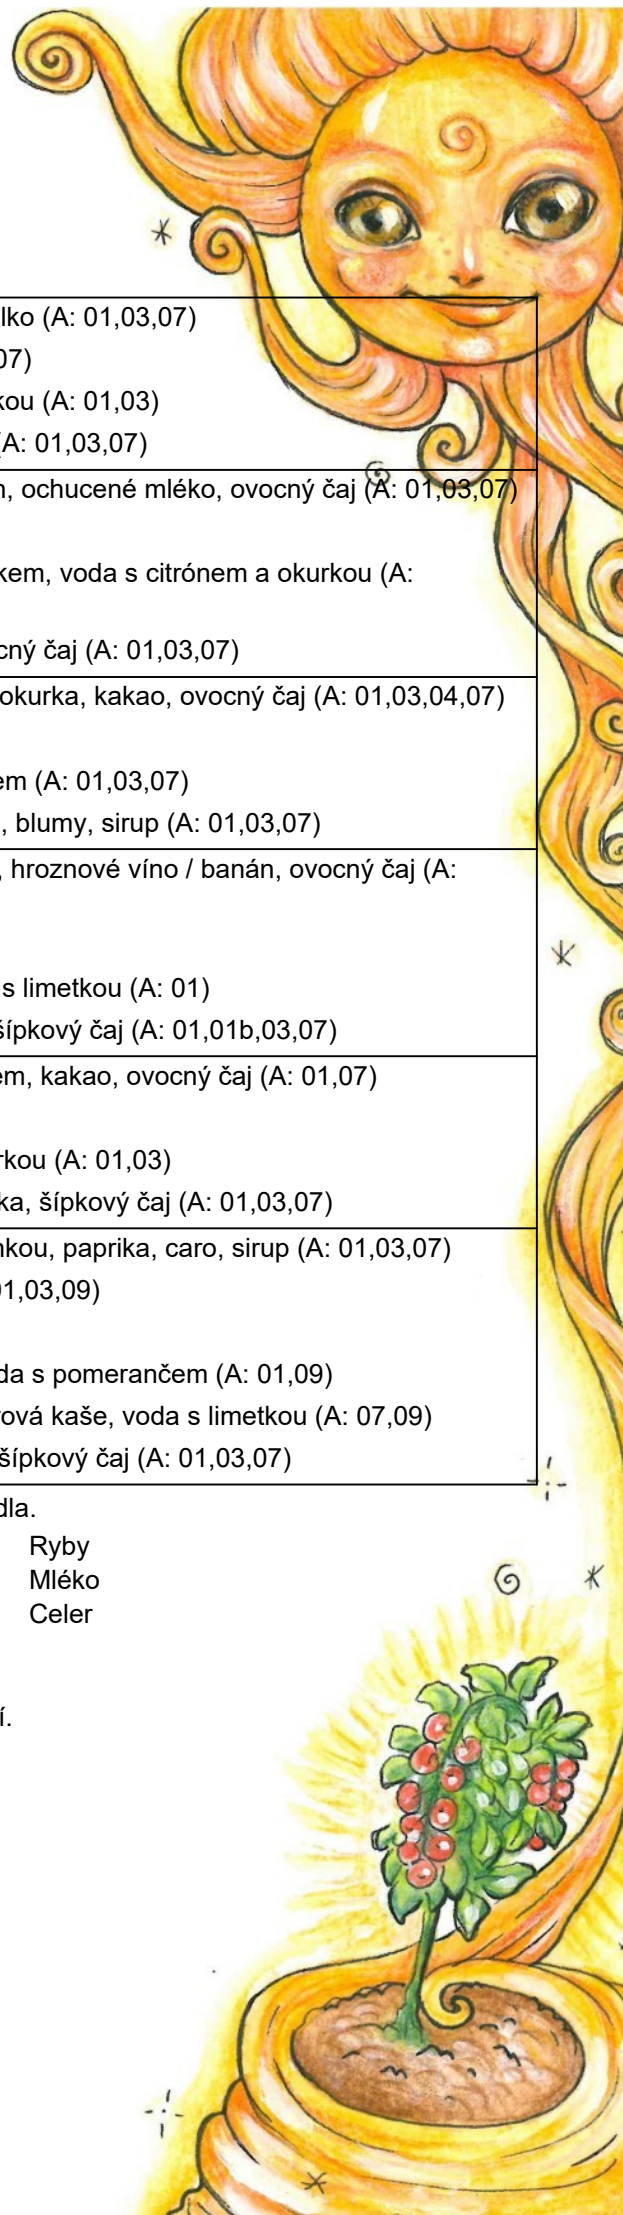 lko (A: 01,03,07)
07)
kou (A: 01,03)
(A: 01,03,07)
n, ochucené mléko, ovocný čaj (A: 01,03,07)
kem, voda s citrónem a okurkou (A:
cný čaj (A: 01,03,07)
okurka, kakao, ovocný čaj (A: 01,03,04,07)
em (A: 01,03,07)
, blumy, sirup (A: 01,03,07)
, hroznové víno / banán, ovocný čaj (A:
s limetkou (A: 01)
šípkový čaj (A: 01,01b,03,07)
em, kakao, ovocný čaj (A: 01,07)
rkou (A: 01,03)
ka, šípkový čaj (A: 01,03,07)
nkou, paprika, caro, sirup (A: 01,03,07)
01,03,09)
da s pomerančem (A: 01,09)
rová kaše, voda s limetkou (A: 07,09)
šípkový čaj (A: 01,03,07)
dla.
Ryby
Mléko
Celer
í.